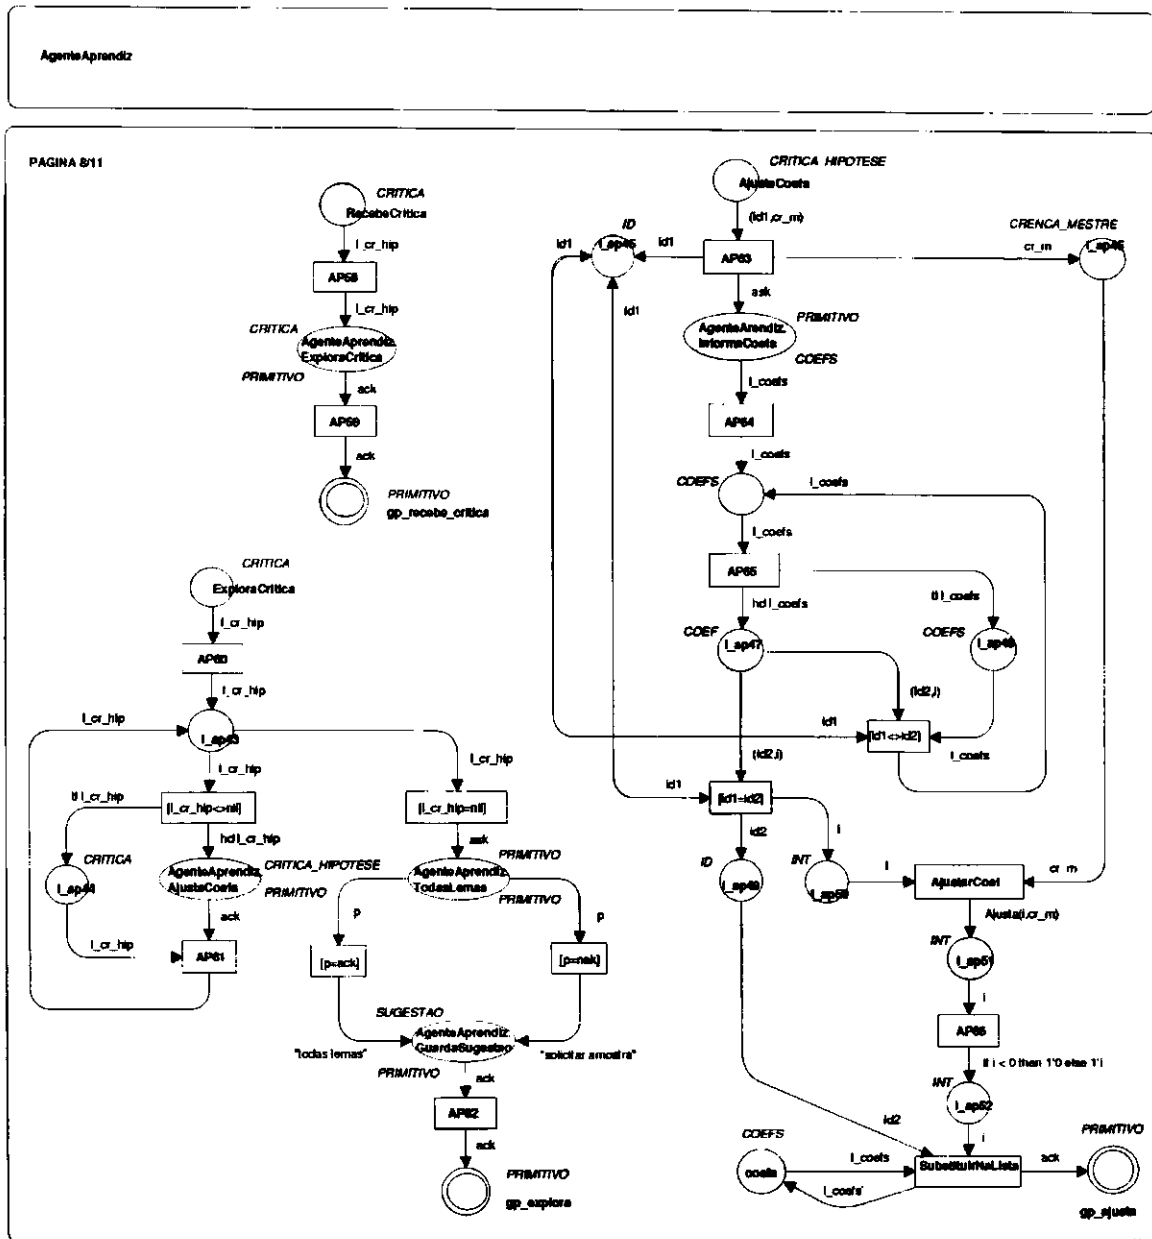 AgenteAprendiz
PAGINA 8/11
CRITICA
RecebeCritica
l_cr_hip
AP58
l_cr_hip
CRITICA
AgenteAprendiz.
ExploraCritica
PRIMITIVO
ack
AP59
ack
PRIMITIVO
gp_recebe_critica
CRITICA
ExploraCritica
l_cr_hip
AP60
l_cr_hip
l_cr_hip
l_ap43
l_cr_hip
l_cr_hip
tl l_cr_hip
[l_cr_hip<>nil]
[l_cr_hip=nil]
hd l_cr_hip
ask
CRITICA
l_ap44
CRITICA_HIPOTESE
AgenteAprendiz.
AjustaCoefs
PRIMITIVO
PRIMITIVO
AgenteAprendiz.
TodasLemas
PRIMITIVO
ack
l_cr_hip
AP61
p
p
[p=ack]
[p=nak]
SUGESTAO
AgenteAprendiz.
GuardaSugestao
"todas lemas"
"solicitar amostra"
PRIMITIVO
ack
AP62
ack
PRIMITIVO
gp_explora
CRITICA_HIPOTESE
AjustaCoefs
(id1,cr_m)
ID
id1
id1
AP63
cr_m
CRENCA_MESTRE
id1
ask
AgenteArendiz.
InformaCoefs
PRIMITIVO
COEFS
l_coefs
AP64
l_coefs
COEFS
l_coefs
l_coefs
AP65
hd l_coefs
tl l_coefs
COEF
l_ap47
COEFS
(id2,i)
id1
[id1<>id2]
l_coefs
(id2,i)
id1
[id1=id2]
id2
i
ID
INT
i
AjustarCoef
cr_m
Ajusta(i,cr_m)
INT
l_ap51
i
if i < 0 then 1'0 else 1'i
INT
l_ap52
id2
i
COEFS
coefs
l_coefs
SubstituirNaLista
ack
PRIMITIVO
l_coefs'
gp_ajusta